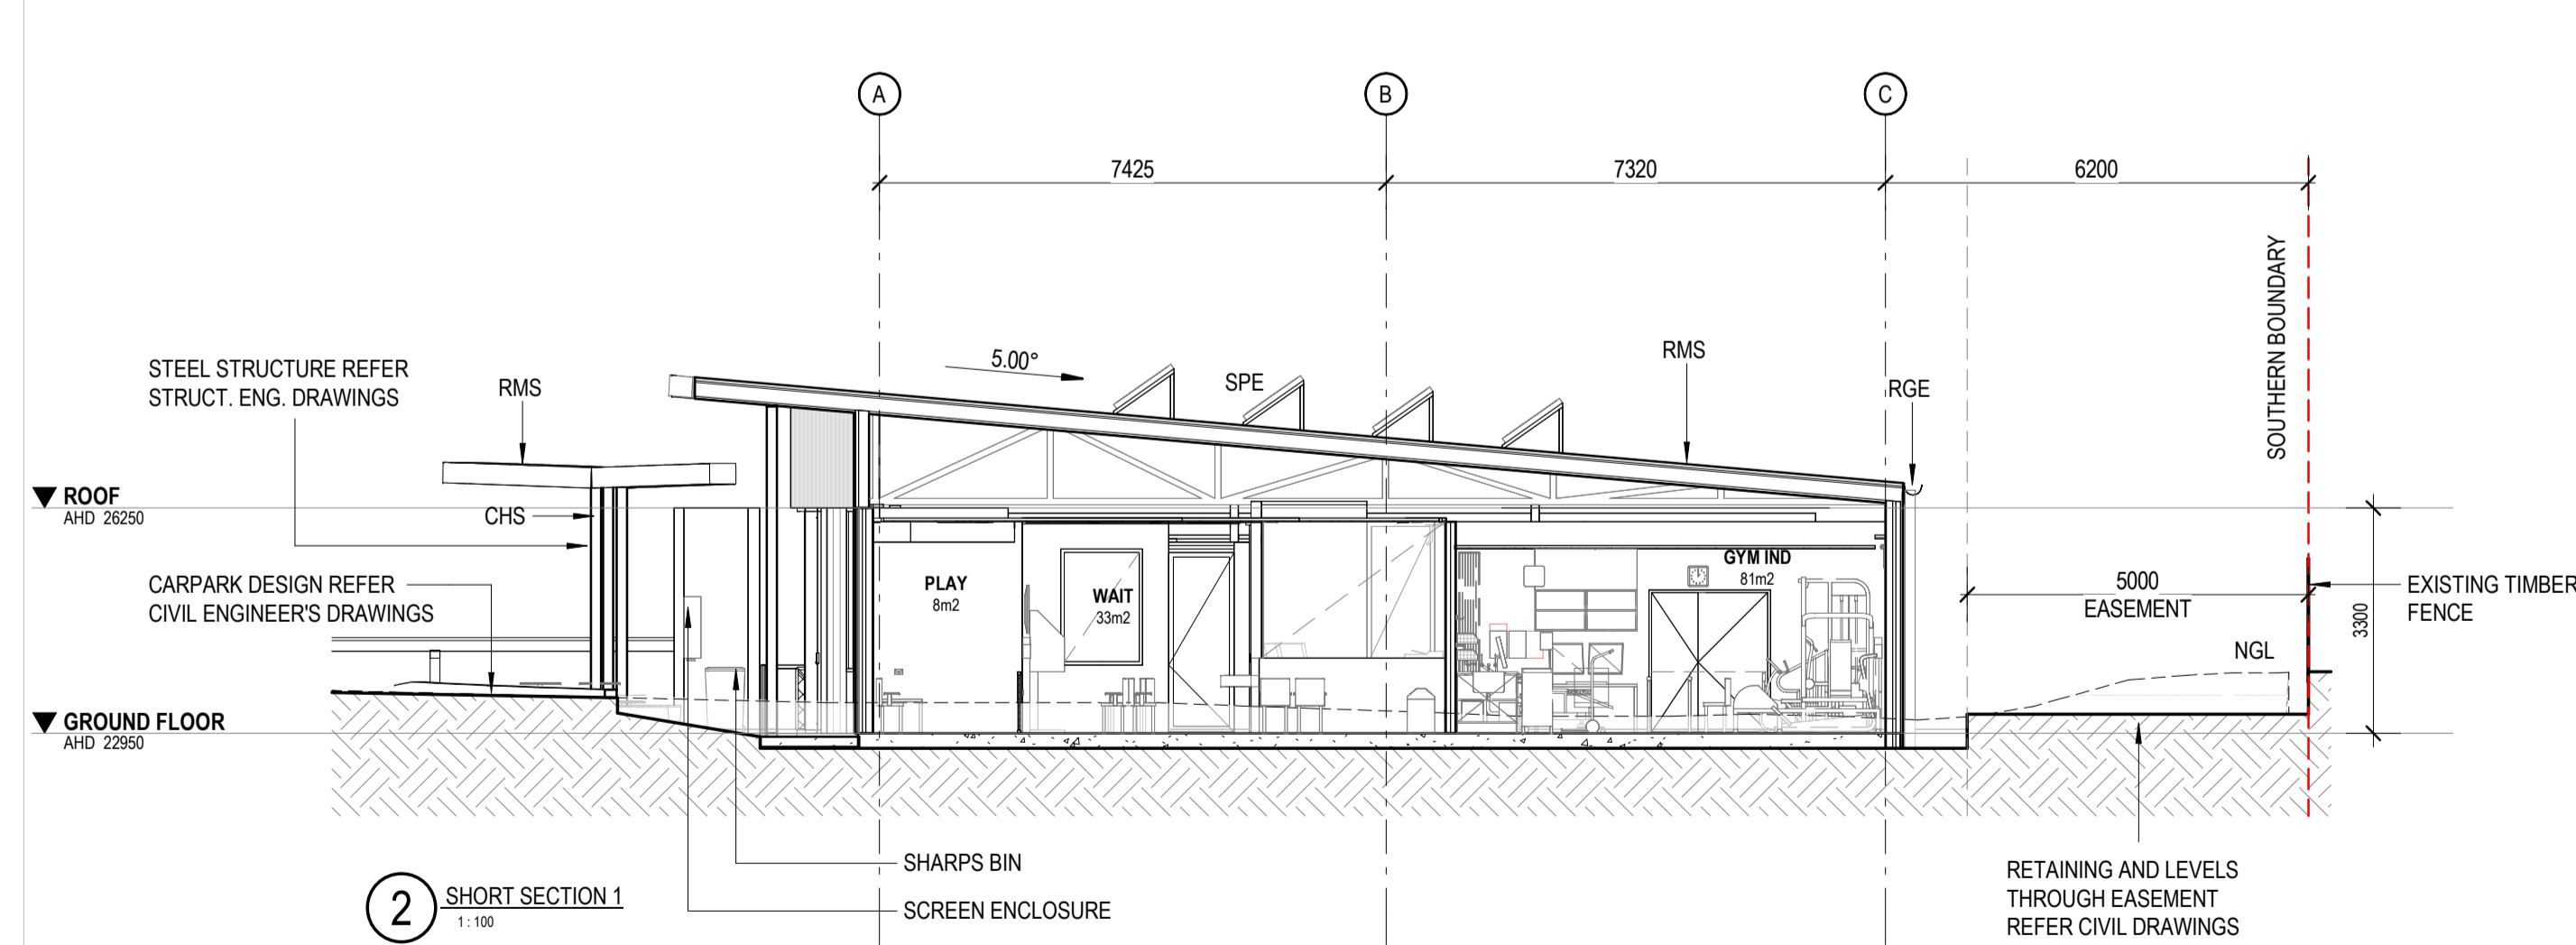 A
B
C
7425
7320
6200
SOUTHERN BOUNDARY
STEEL STRUCTURE REFER
STRUCT. ENG. DRAWINGS
RMS
5.00°
SPE
RMS
RGE
ROOF
AHD 26250
CHS
CARPARK DESIGN REFER
CIVIL ENGINEER'S DRAWINGS
PLAY
8m2
WAIT
33m2
GYM IND
81m2
5000
EASEMENT
3300
EXISTING TIMBER
FENCE
NGL
GROUND FLOOR
AHD 22950
SHARPS BIN
SCREEN ENCLOSURE
2
SHORT SECTION 1
1 : 100
RETAINING AND LEVELS
THROUGH EASEMENT
REFER CIVIL DRAWINGS